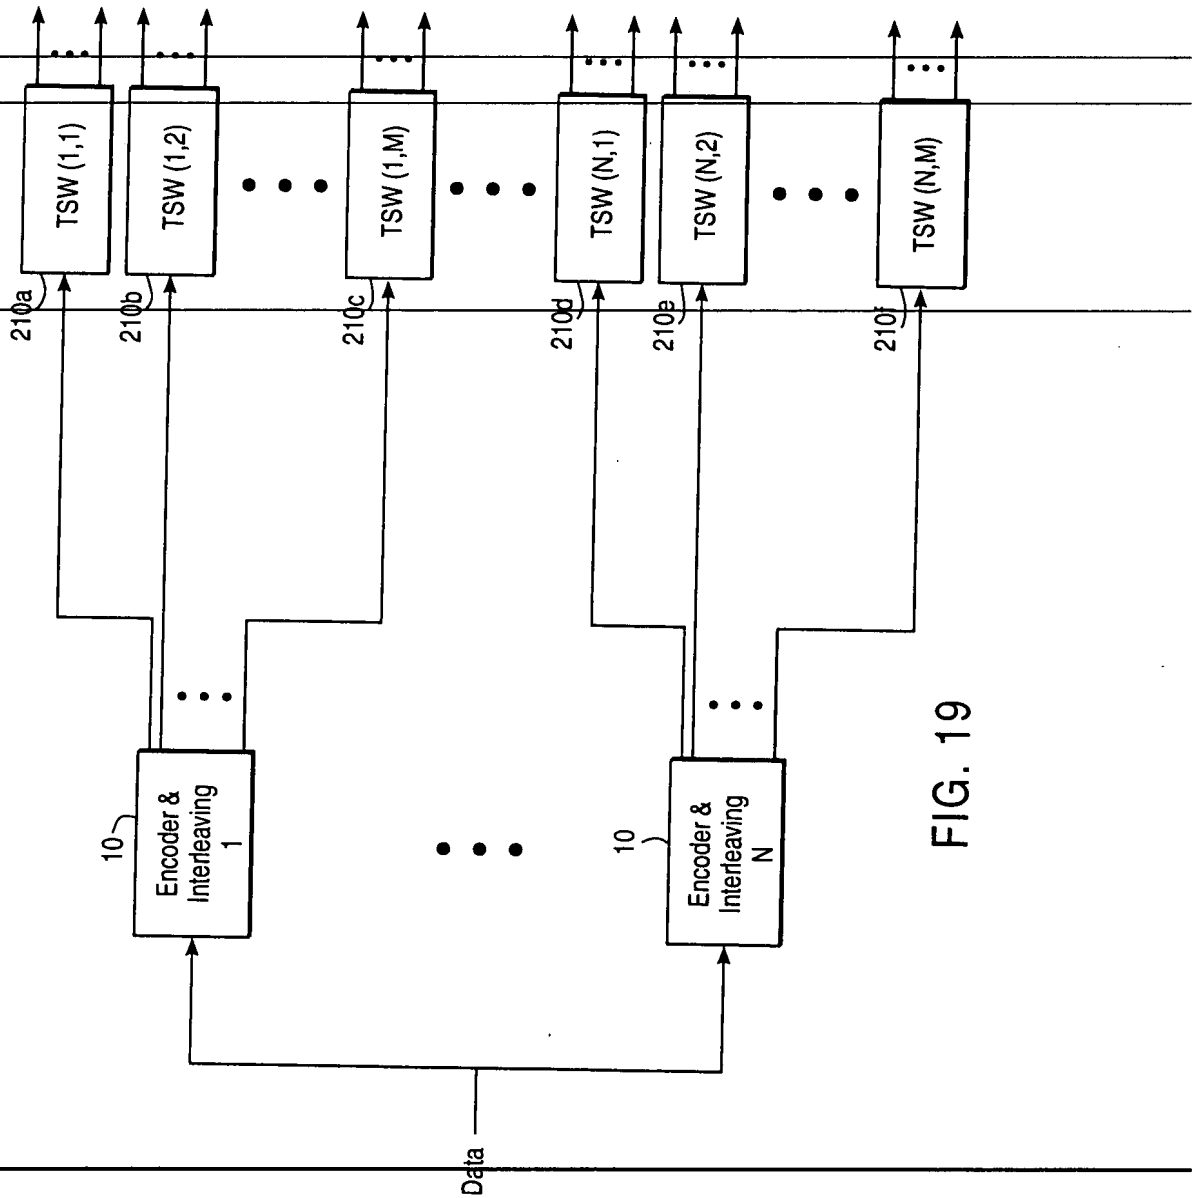 Data
10
Encoder &
Interleaving
1
10
Encoder &
Interleaving
N
210a
TSW (1,1)
210b
TSW (1,2)
210c
TSW (1,M)
210d
TSW (N,1)
210e
TSW (N,2)
210f
TSW (N,M)
FIG. 19